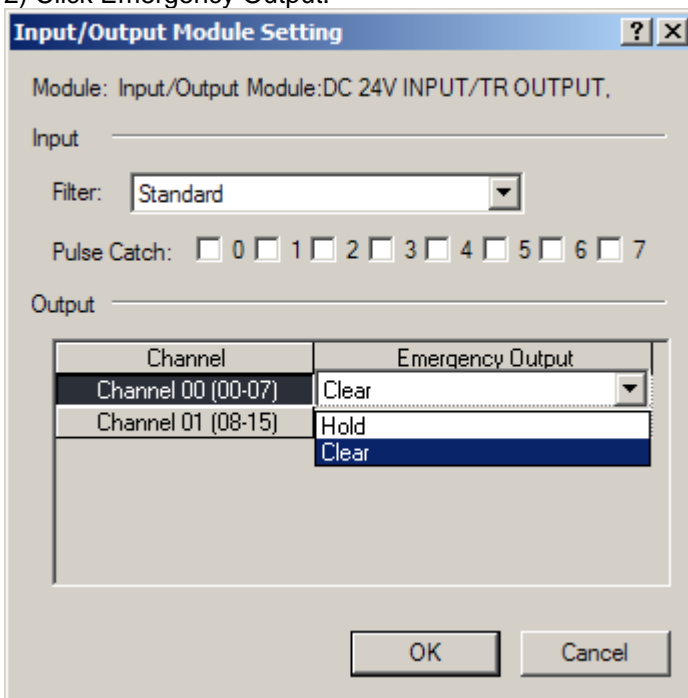 2) Click Emergency Output.
Input/Output Module Setting
Module: Input/Output Module:DC 24V INPUT/TR OUTPUT,
Input
Filter: Standard
Pulse Catch: 0 1 2 3 4 5 6 7
Output
Channel Emergency Output
Channel 00 (00-07) Clear
Channel 01 (08-15) Hold
Clear
OK Cancel